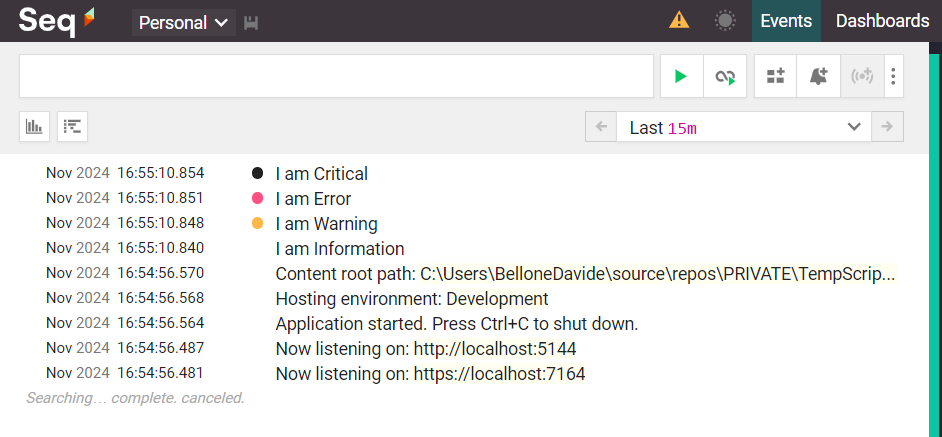 Seq Personal Events Dashboards
Last 15m
Nov 2024 16:55:10.854 I am Critical
Nov 2024 16:55:10.851 I am Error
Nov 2024 16:55:10.848 I am Warning
Nov 2024 16:55:10.840 I am Information
Nov 2024 16:54:56.570 Content root path: C:\Users\BelloneDavide\source\repos\PRIVATE\TempScrip...
Nov 2024 16:54:56.568 Hosting environment: Development
Nov 2024 16:54:56.564 Application started. Press Ctrl+C to shut down.
Nov 2024 16:54:56.487 Now listening on: http://localhost:5144
Nov 2024 16:54:56.481 Now listening on: https://localhost:7164
Searching... complete. canceled.